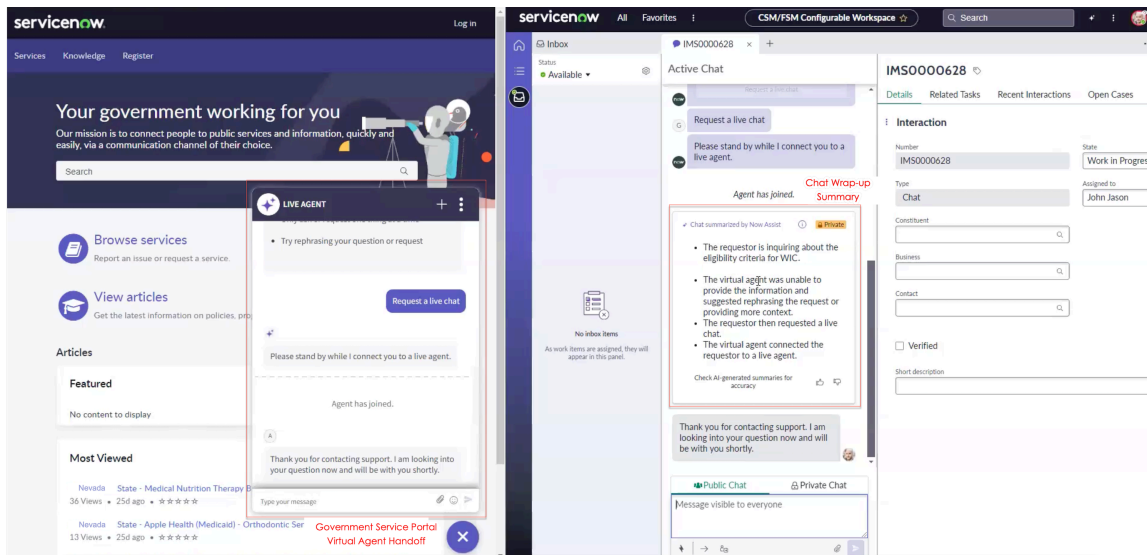 servicenow.
Log in
Services
Knowledge
Register
Your government working for you
Our mission is to connect people to public services and information, quickly and
easily, via a communication channel of their choice.
Search
Browse services
Report an issue or request a service.
View articles
Get the latest information on policies, pro
Articles
Featured
No content to display
Most Viewed
Nevada State - Medical Nutrition Therapy B
36 Views • 25d ago •
Nevada State - Apple Health (Medicaid) - Orthodontic Ser
13 Views • 25d ago •
LIVE AGENT
• Try rephrasing your question or request
Request a live chat
Please stand by while I connect you to a live agent.
Agent has joined.
A
Thank you for contacting support. I am looking into
your question now and will be with you shortly.
Type your message
Government Service Portal
Virtual Agent Handoff
servicenow
All
Favorites
CSM/FSM Configurable Workspace
Search
Inbox
IMS0000628
Status
Available
No inbox items
As work items are assigned, they will
appear in this panel.
Active Chat
now
Request a live chat
G
Request a live chat
Please stand by while I connect you to a
live agent.
now
Chat Wrap-up
Summary
Agent has joined.
Chat summarized by Now Assist
Private
• The requestor is inquiring about the
eligibility criteria for WIC.
• The virtual agent was unable to
provide the information and
suggested rephrasing the request or
providing more context.
• The requestor then requested a live
chat.
• The virtual agent connected the
requestor to a live agent.
Check AI-generated summaries for
accuracy
Thank you for contacting support. I am
looking into your question now and will
be with you shortly.
Public Chat
Private Chat
Message visible to everyone
IMS0000628
Details
Related Tasks
Recent Interactions
Open Cases
Interaction
Number
IMS0000628
State
Work in Progres
Type
Chat
Assigned to
John Jason
Constituent
Business
Contact
Verified
Short description